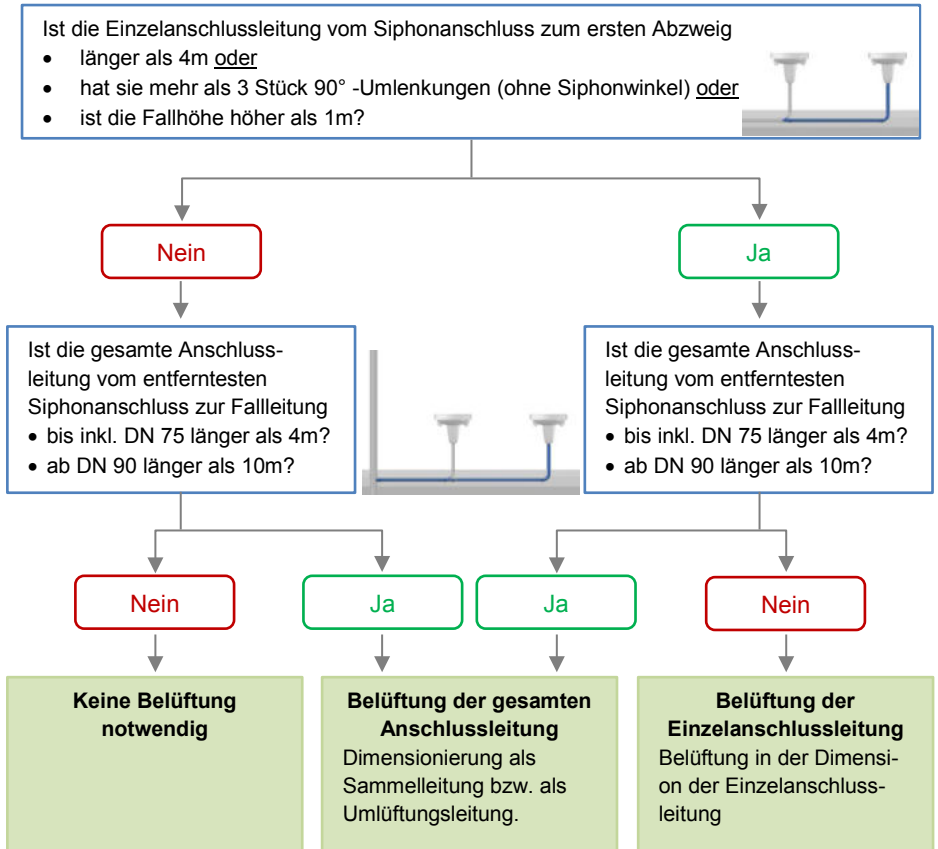 Ist die Einzelanschlussleitung vom Siphonanschluss zum ersten Abzweig
• länger als 4m oder
• hat sie mehr als 3 Stück 90° -Umlenkungen (ohne Siphonwinkel) oder
• ist die Fallhöhe höher als 1m?
Nein
Ja
Ist die gesamte Anschluss-
leitung vom entferntesten
Siphonanschluss zur Fallleitung
• bis inkl. DN 75 länger als 4m?
• ab DN 90 länger als 10m?
Ist die gesamte Anschluss-
leitung vom entferntesten
Siphonanschluss zur Fallleitung
• bis inkl. DN 75 länger als 4m?
• ab DN 90 länger als 10m?
Nein
Ja
Ja
Nein
Keine Belüftung
notwendig
Belüftung der gesamten
Anschlussleitung
Dimensionierung als
Sammelleitung bzw. als
Umlüftungsleitung.
Belüftung der
Einzelanschlussleitung
Belüftung in der Dimensi-
on der Einzelanschluss-
leitung